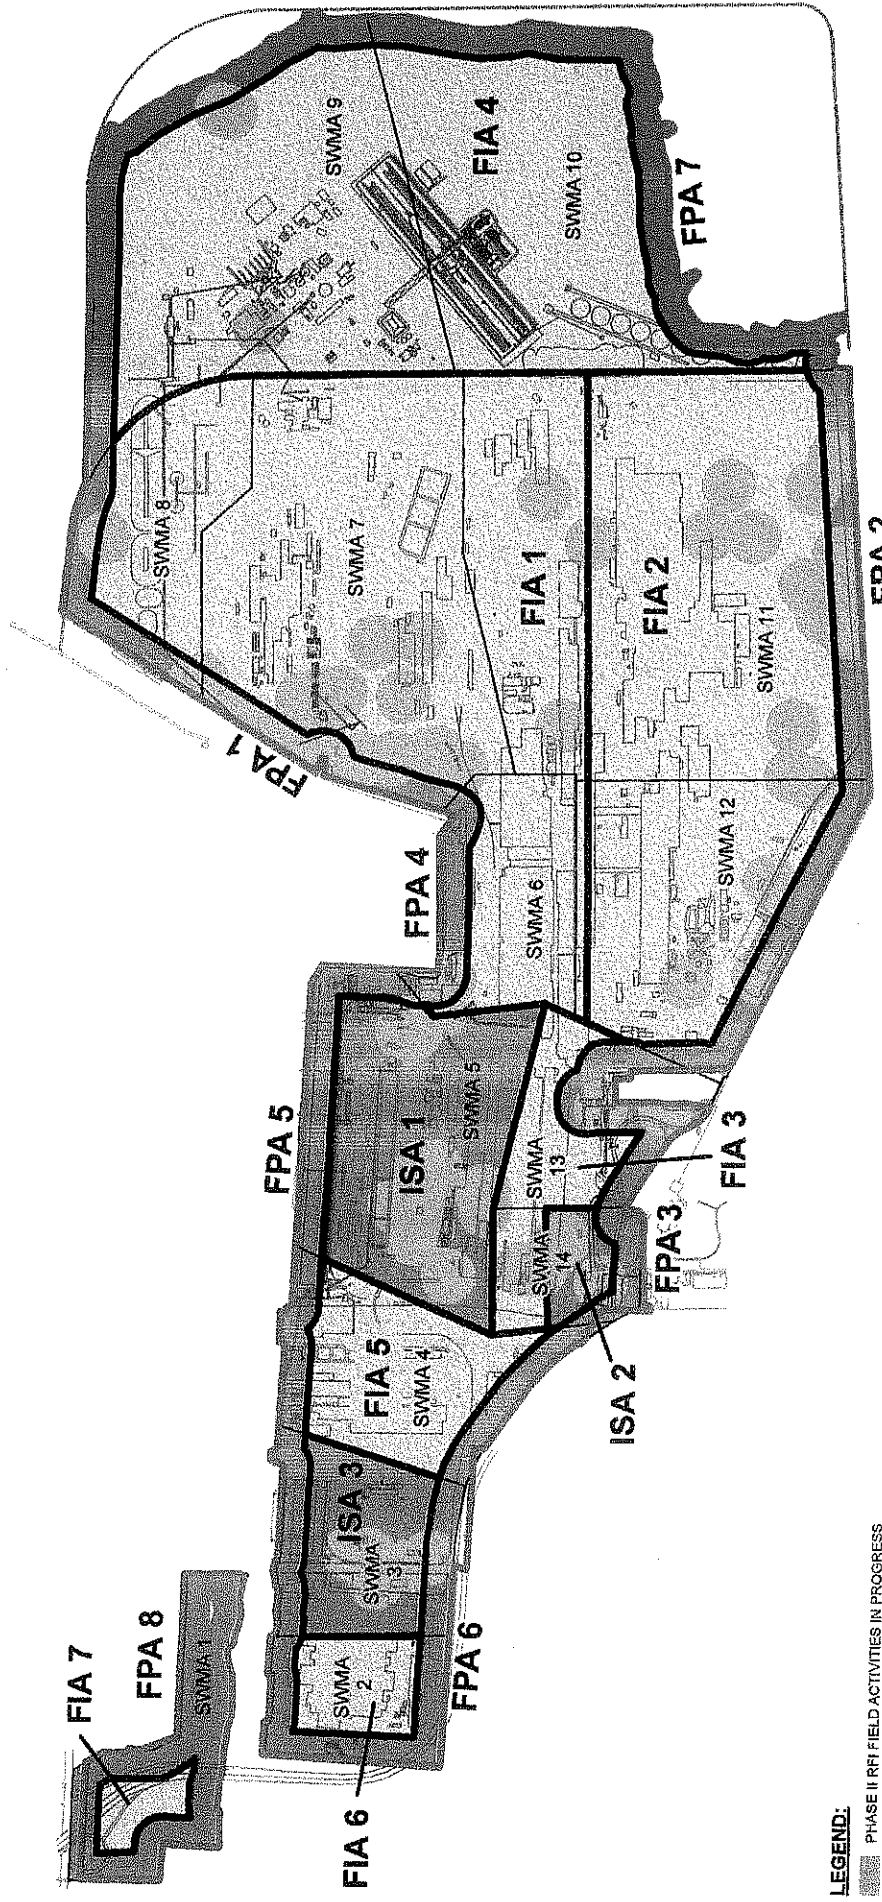 FIA 7
FPA 8
SWMA 1
FIA 6
SWMA
2
FPA 6
SWMA
3
ISA 3
FIA 5
SWMA 4
FPA 5
ISA 1
SWMA 5
ISA 2
SWMA
14
FPA 3
SWMA
13
FIA 3
FPA 4
SWMA 6
FPA 1
SWMA 8
SWMA 7
FIA 1
FIA 2
SWMA 11
SWMA 12
FPA 2
SWMA 9
FIA 4
SWMA 10
FPA 7
LEGEND:
PHASE II RFI FIELD ACTIVITIES IN PROGRESS